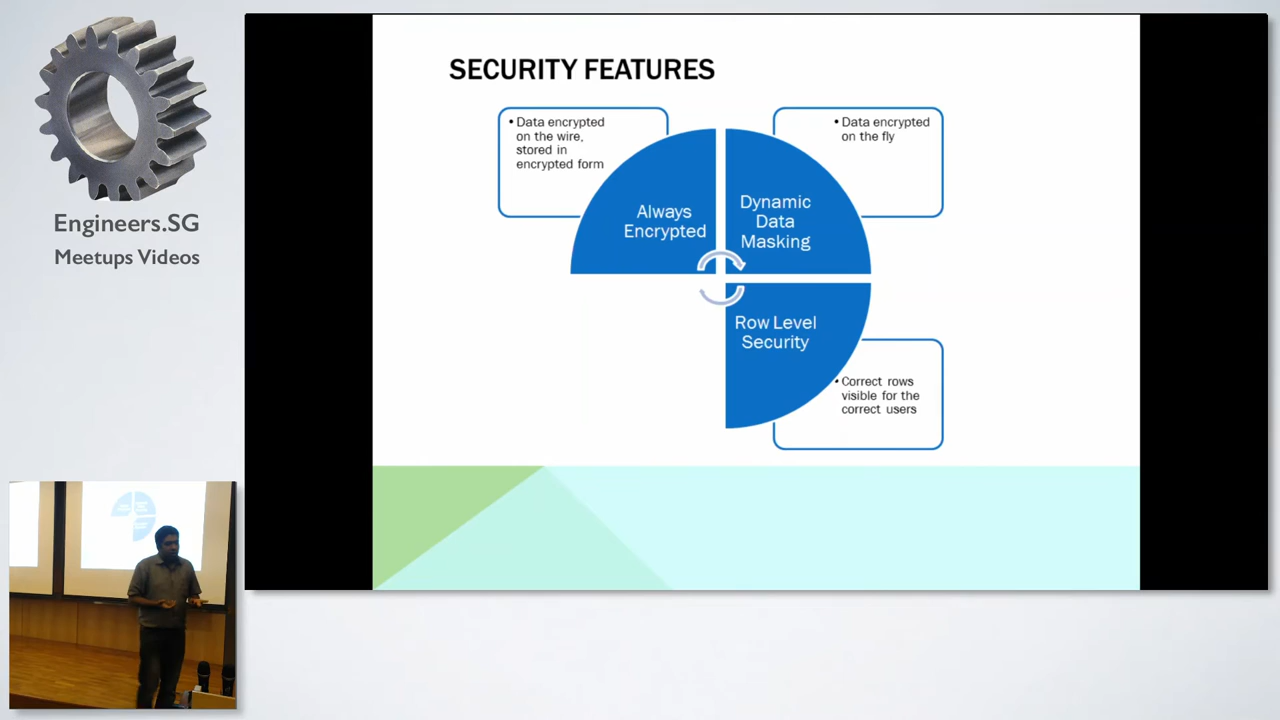 Engineers.SG
Meetups Videos
SECURITY FEATURES
• Data encrypted
on the wire,
stored in
encrypted form
• Data encrypted
on the fly
Always
Encrypted
Dynamic
Data
Masking
Row Level
Security
• Correct rows
visible for the
correct users